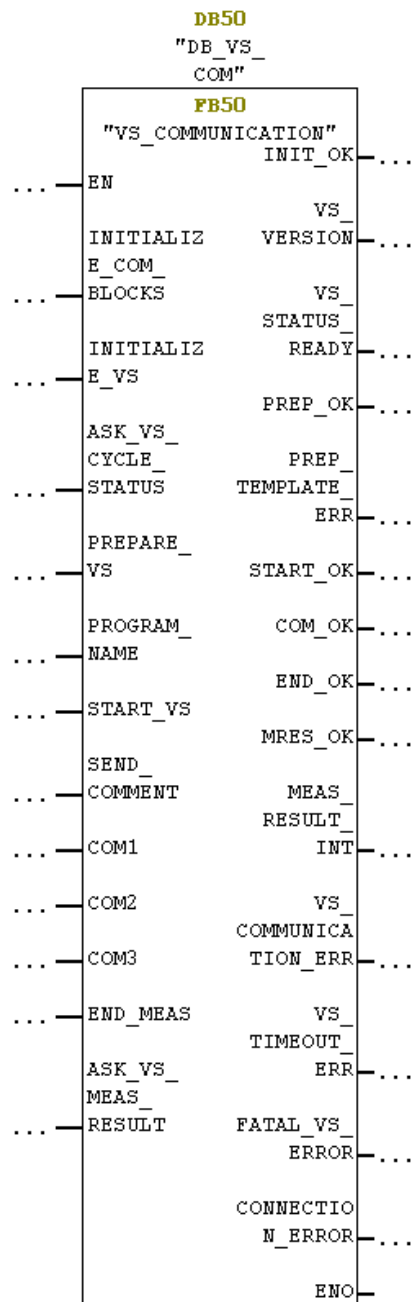 DB50
"DB_VS_
COM"
FB50
"VS_COMMUNICATION"
INIT_OK
...
EN
VS_
INITIALIZ VERSION
E_COM_
BLOCKS VS_
STATUS_
INITIALIZ READY
E_VS
PREP_OK
ASK_VS_
CYCLE_ PREP_
STATUS TEMPLATE_
ERR
PREPARE_
VS START_OK
PROGRAM_ COM_OK
NAME
END_OK
START_VS
MRES_OK
SEND_
COMMENT MEAS_
RESULT_
COM1 INT
COM2 VS_
COMMUNICA
COM3 TION_ERR
END_MEAS VS_
TIMEOUT_
ASK_VS_ ERR
MEAS_
RESULT FATAL_VS_
ERROR
CONNECTIO
N_ERROR
ENO